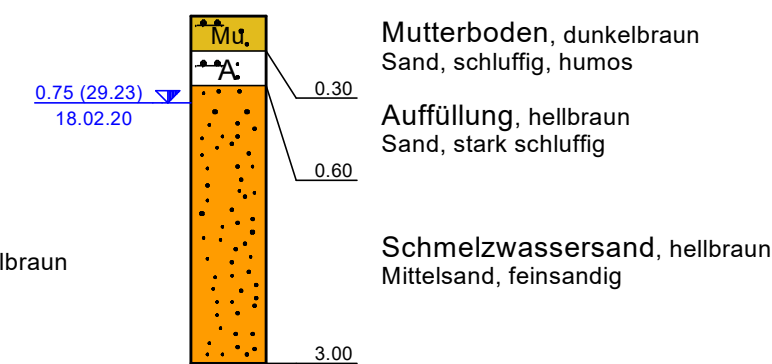 Mu
Mutterboden, dunkelbraun
Sand, schluffig, humos
A
0.75 (29.23)
18.02.20
0.30
Auffüllung, hellbraun
Sand, stark schluffig
0.60
Schmelzwassersand, hellbraun
Mittelsand, feinsandig
lbraun
3.00